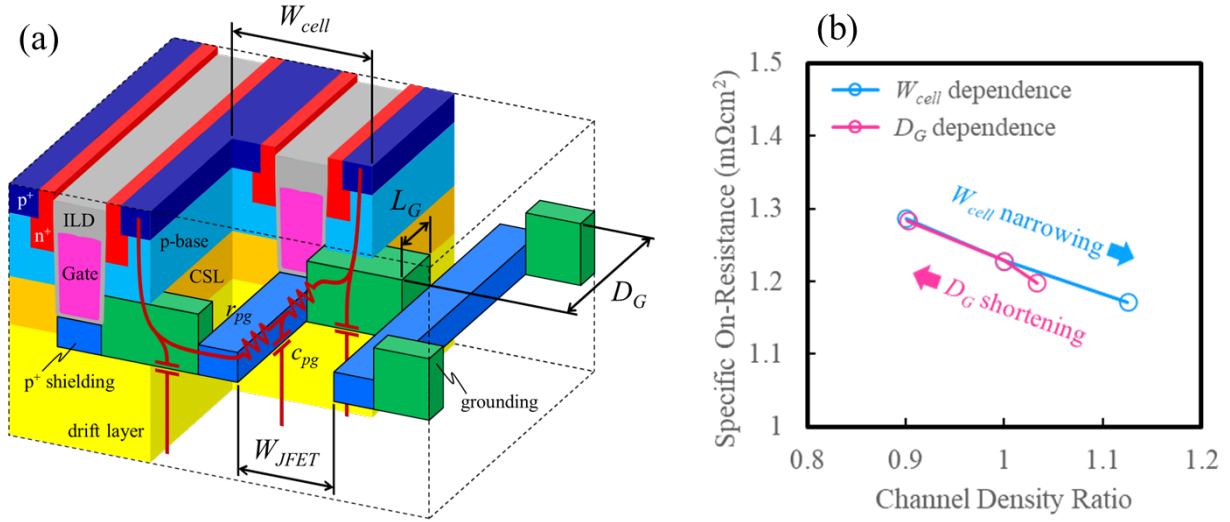 (a)
W_cell
p⁺
n⁺
ILD
Gate
p-base
CSL
L_G
D_G
r_pg
c_pg
p⁺ shielding
drift layer
grounding
W_JFET
(b)
Specific On-Resistance (mΩcm²)
1.5
1.4
1.3
1.2
1.1
1
W_cell dependence
D_G dependence
W_cell narrowing
D_G shortening
0.8 0.9 1 1.1 1.2
Channel Density Ratio